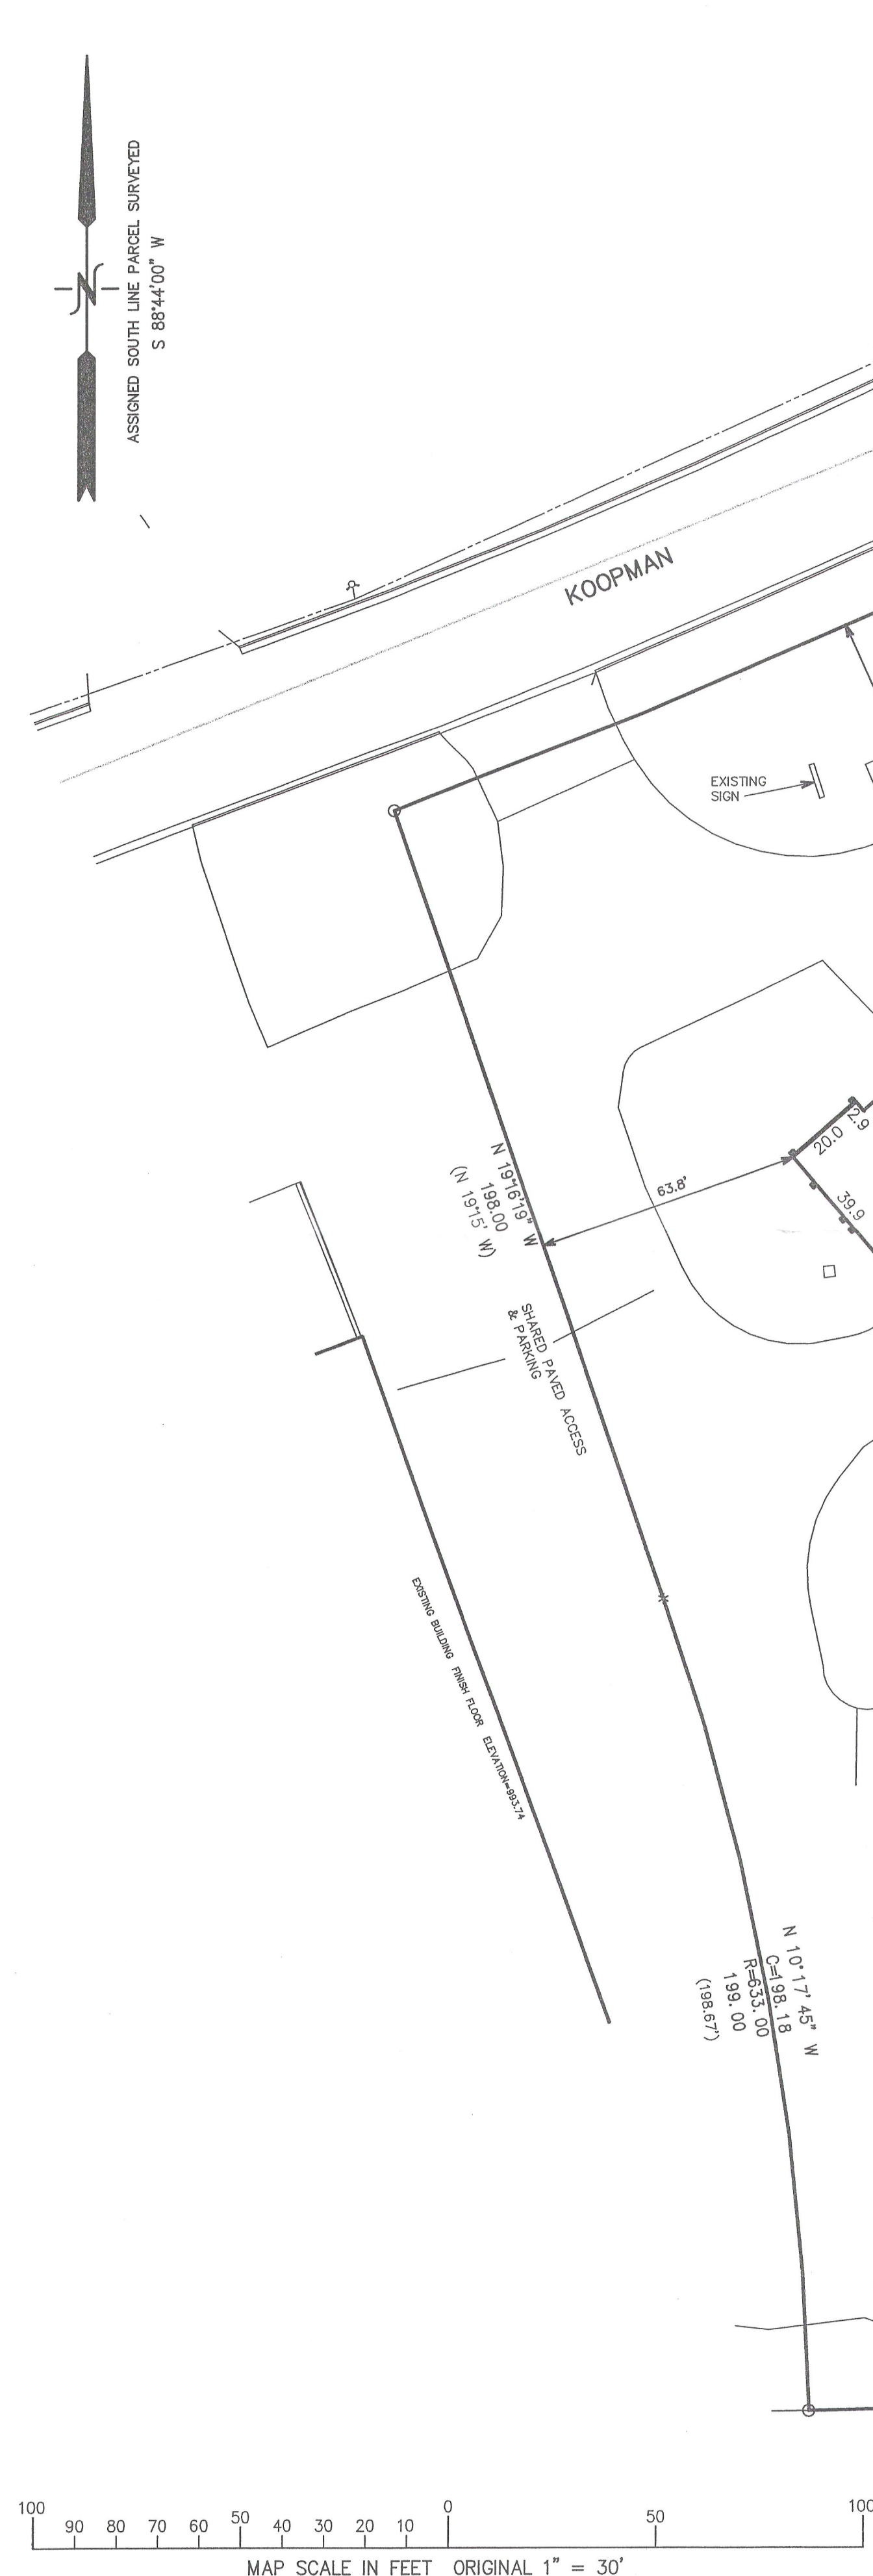 N
ASSIGNED SOUTH LINE PARCEL SURVEYED
S 88°44'00" W
KOOPMAN
EXISTING
SIGN
2.9
20.0
39.9
63.8'
N 19°16'19" W
198.00
(N 19°15' W)
SHARED PAVED ACCESS
& PARKING
EXISTING BUILDING FINISH FLOOR ELEVATION=993.74
N 10°17'45" W
C=198.18
R=633.00
199.00
(198.67')
100 90 80 70 60 50 40 30 20 10 0 50 100
MAP SCALE IN FEET ORIGINAL 1" = 30'